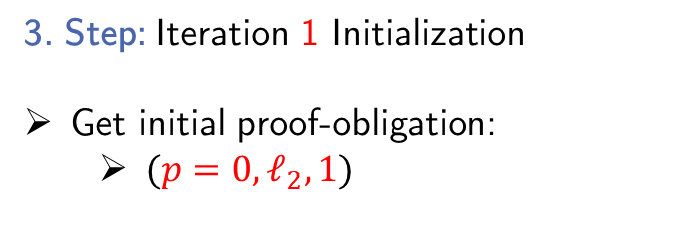 3. Step: Iteration 1 Initialization
➢ Get initial proof-obligation:
➢ (p = 0, ℓ₂, 1)